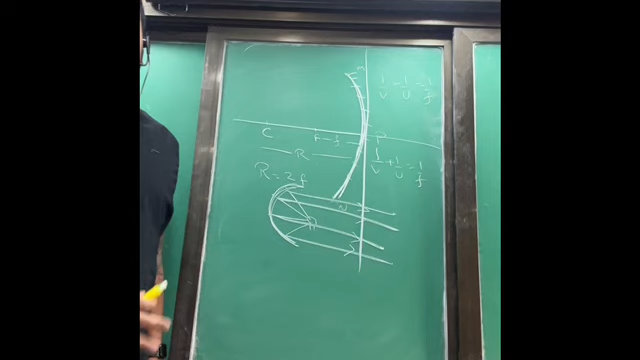 1/v - 1/u = 1/f
C F f P
R
1/v + 1/u = 1/f
R = 2f